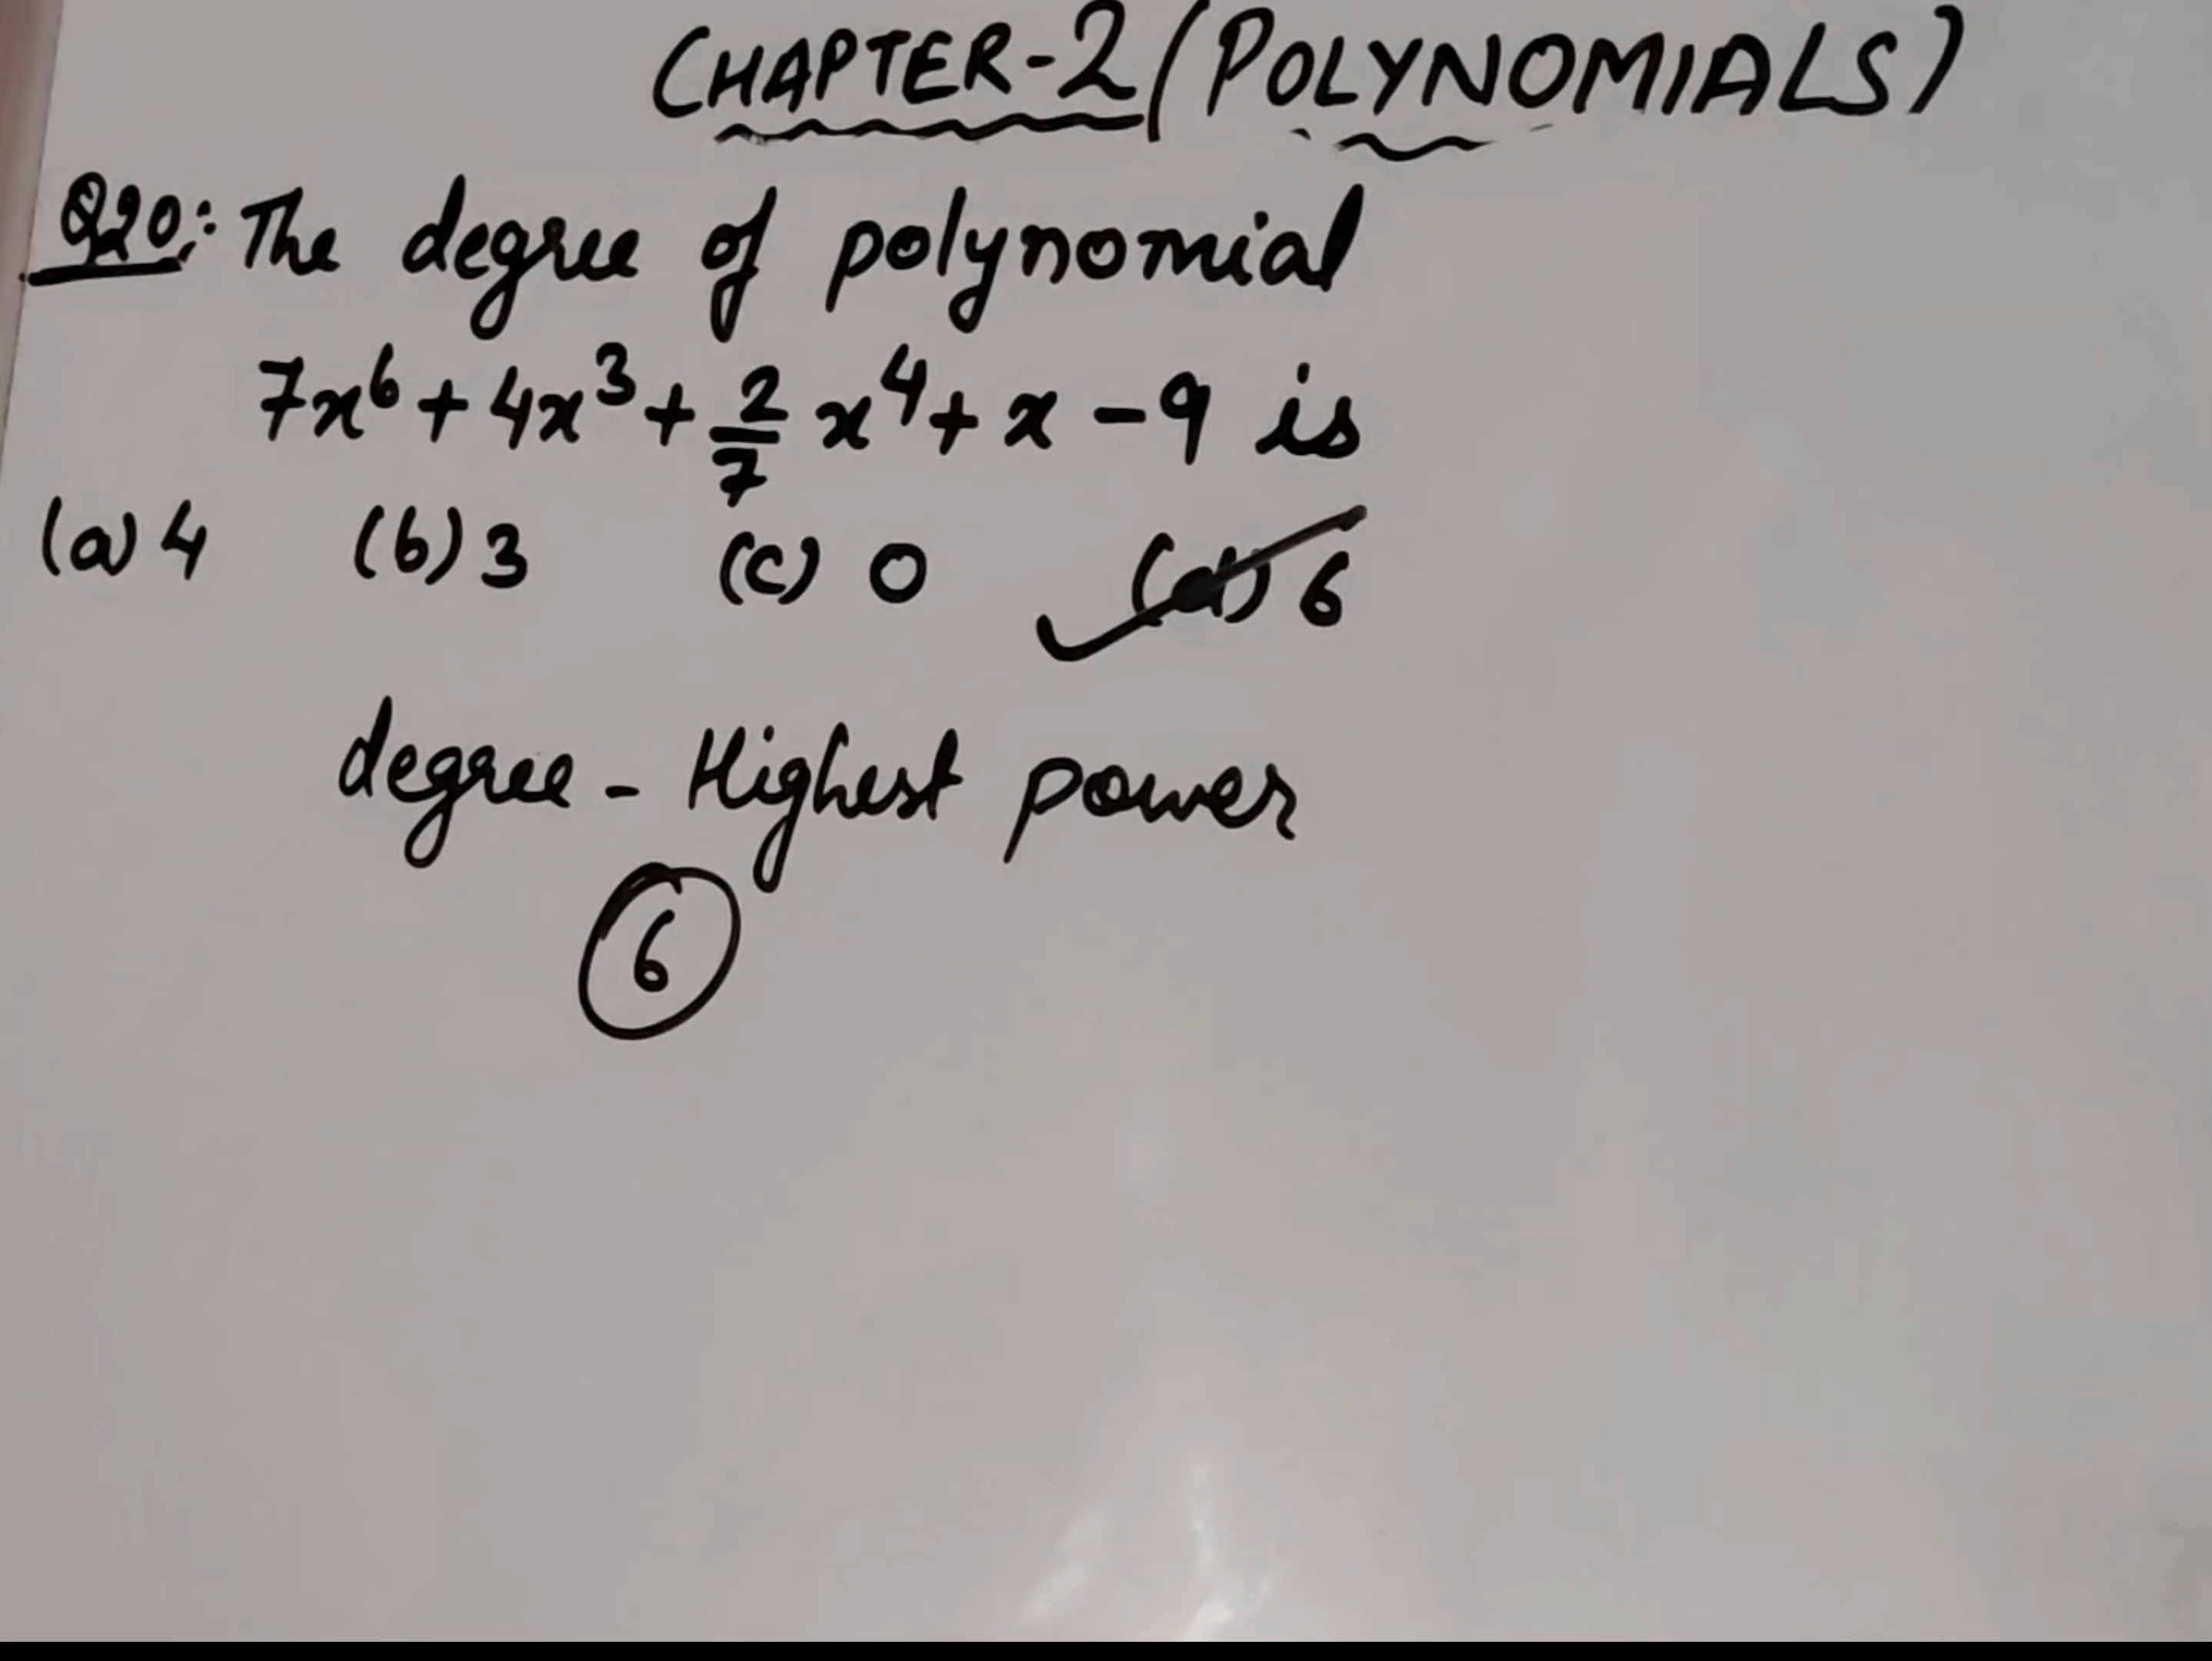 CHAPTER-2 (POLYNOMIALS)
Q20: The degree of polynomial
7x⁶ + 4x³ + 2/7 x⁴ + x - 9 is
(a) 4 (b) 3 (c) 0 (d) 6
degree - Highest power
6